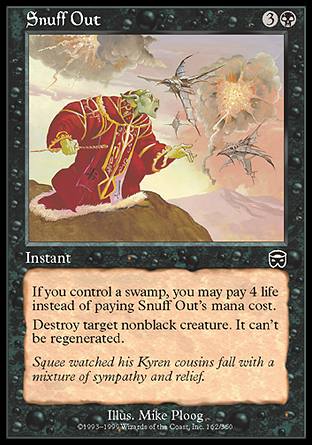 Snuff Out 3
Instant
If you control a swamp, you may pay 4 life
instead of paying Snuff Out's mana cost.
Destroy target nonblack creature. It can't
be regenerated.
Squee watched his Kyren cousins fall with a
mixture of sympathy and relief.
Illus. Mike Ploog
©1993–1999 Wizards of the Coast, Inc. 162/350